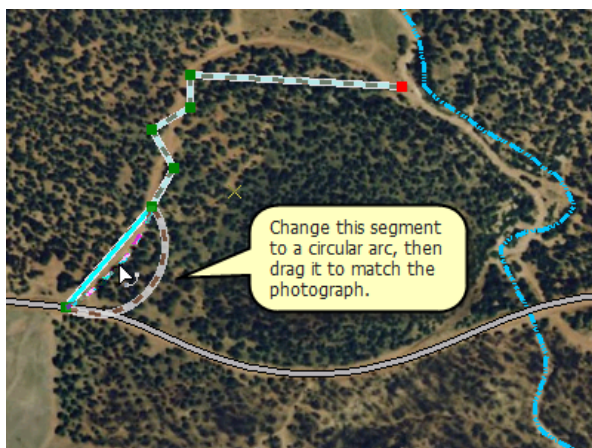 Change this segment
to a circular arc, then
drag it to match the
photograph.